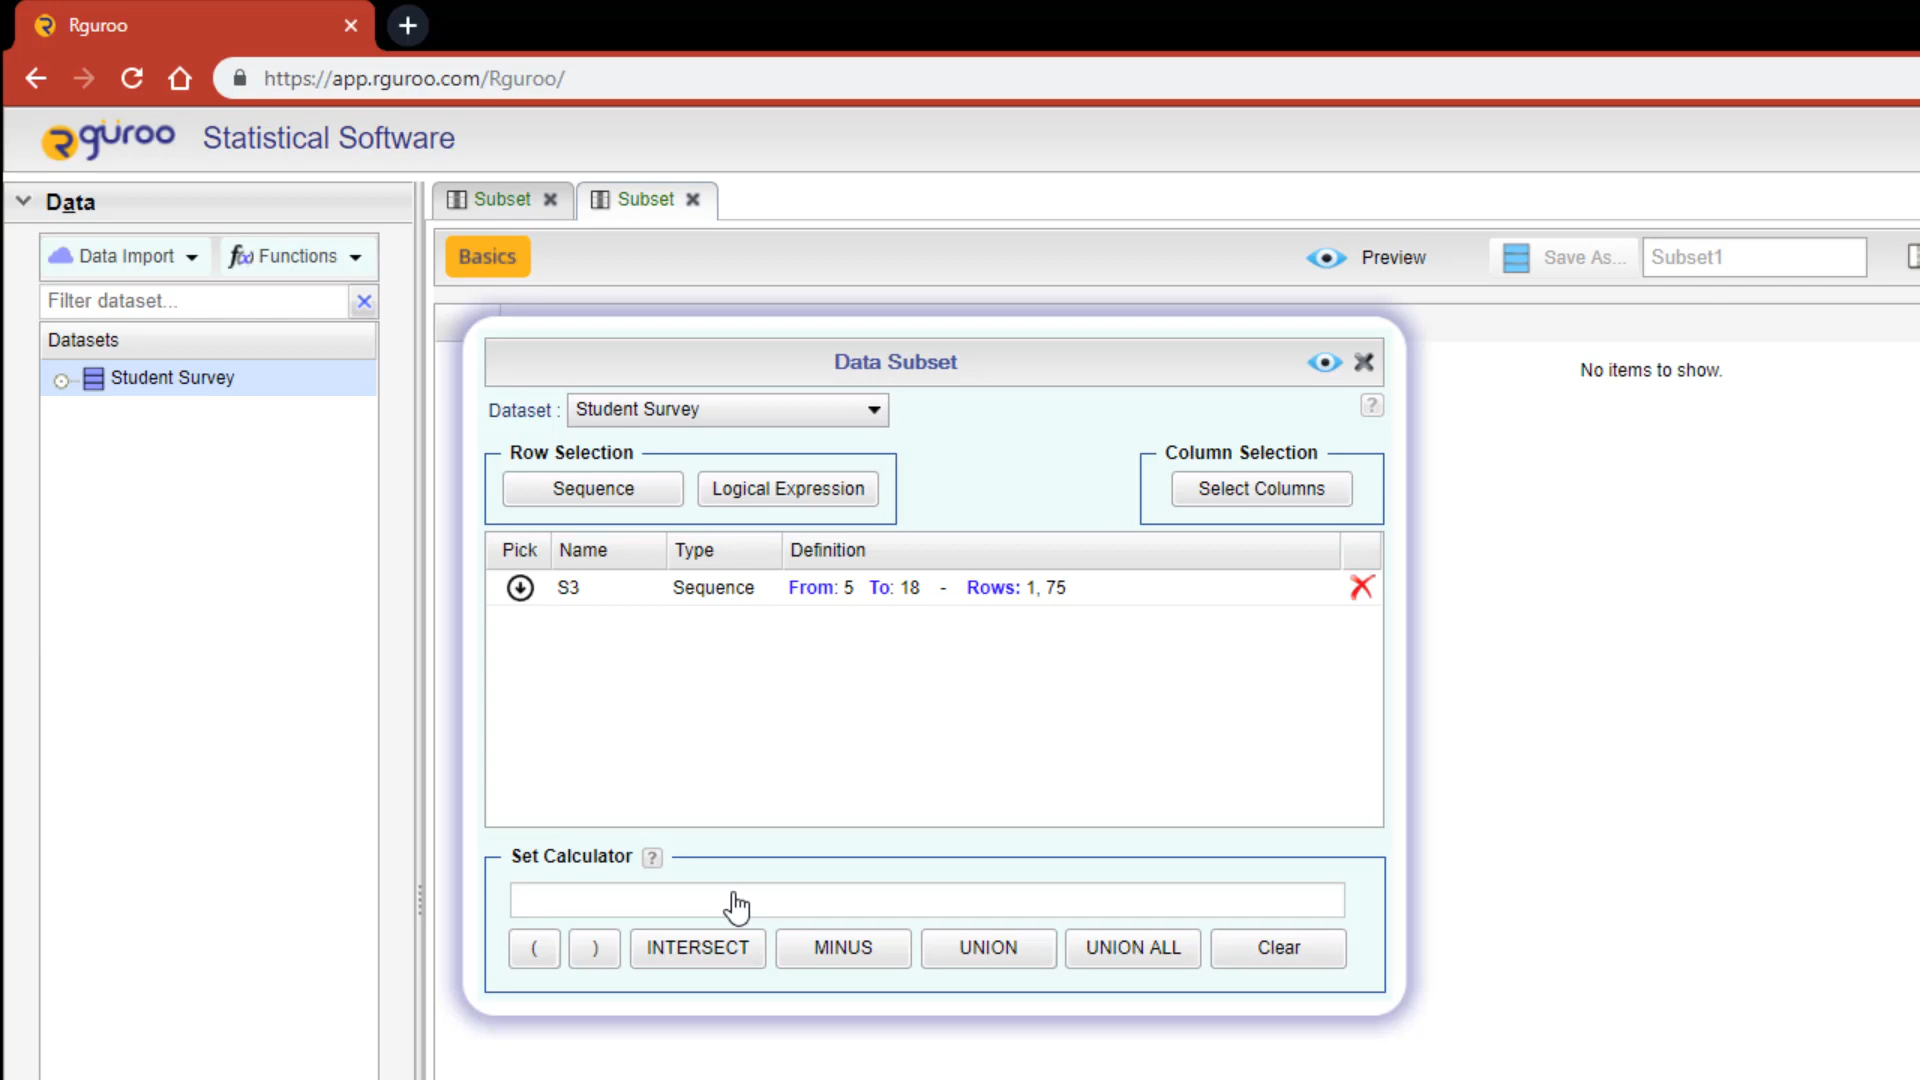 Rguroo
https://app.rguroo.com/Rguroo/
rguroo Statistical Software
Data
Subset
Subset
Data Import
f(x) Functions
Basics
Preview
Save As...
Subset1
Filter dataset...
Datasets
Student Survey
No items to show.
Data Subset
Dataset : Student Survey
?
Row Selection
Column Selection
Sequence
Logical Expression
Select Columns
Pick Name Type Definition
S3 Sequence From: 5 To: 18 - Rows: 1, 75
Set Calculator ?
( ) INTERSECT MINUS UNION UNION ALL Clear